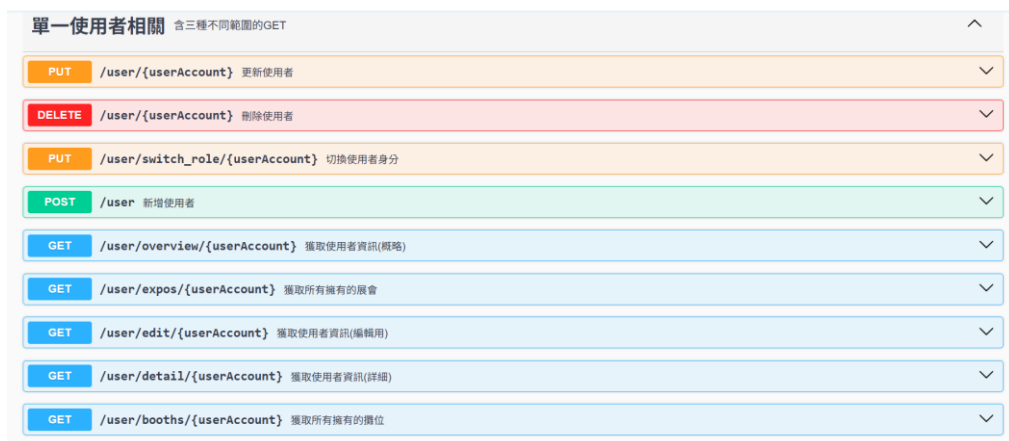 單一使用者相關 含三種不同範圍的GET
PUT /user/{userAccount} 更新使用者
DELETE /user/{userAccount} 刪除使用者
PUT /user/switch_role/{userAccount} 切換使用者身分
POST /user 新增使用者
GET /user/overview/{userAccount} 獲取使用者資訊(概略)
GET /user/expos/{userAccount} 獲取所有擁有的展會
GET /user/edit/{userAccount} 獲取使用者資訊(編輯用)
GET /user/detail/{userAccount} 獲取使用者資訊(詳細)
GET /user/booths/{userAccount} 獲取所有擁有的攤位